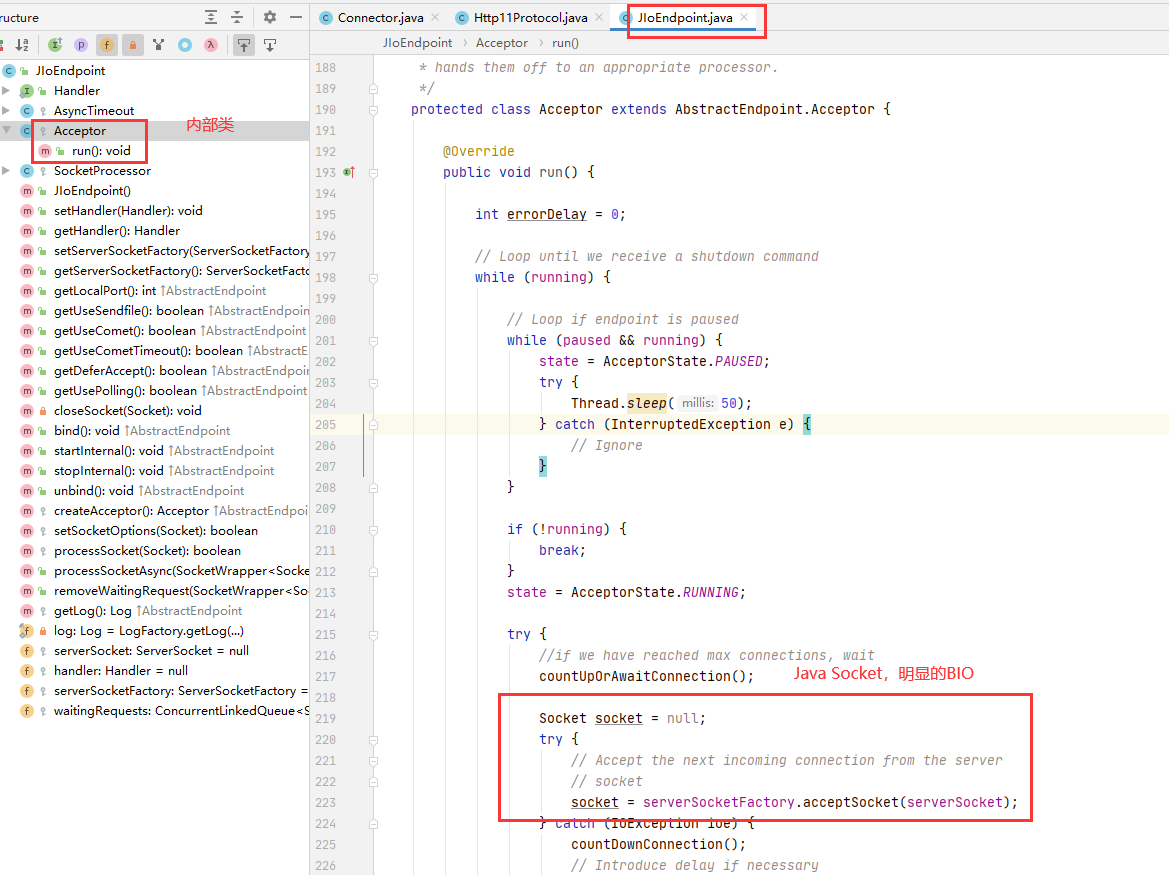 ructure
Connector.java
Http11Protocol.java
JIoEndpoint.java
JIoEndpoint > Acceptor > run()
JIoEndpoint
Handler
AsyncTimeout
Acceptor
内部类
run(): void
SocketProcessor
JIoEndpoint()
setHandler(Handler): void
getHandler(): Handler
setServerSocketFactory(ServerSocketFactory
getServerSocketFactory(): ServerSocketFacto
getLocalPort(): int ↑AbstractEndpoint
getUseSendfile(): boolean ↑AbstractEndpoin
getUseComet(): boolean ↑AbstractEndpoint
getUseCometTimeout(): boolean ↑AbstractE
getDeferAccept(): boolean ↑AbstractEndpoin
getUsePolling(): boolean ↑AbstractEndpoint
closeSocket(Socket): void
bind(): void ↑AbstractEndpoint
startInternal(): void ↑AbstractEndpoint
stopInternal(): void ↑AbstractEndpoint
unbind(): void ↑AbstractEndpoint
createAcceptor(): Acceptor ↑AbstractEndpoi
setSocketOptions(Socket): boolean
processSocket(Socket): boolean
processSocketAsync(SocketWrapper<Socke
removeWaitingRequest(SocketWrapper<So
getLog(): Log ↑AbstractEndpoint
log: Log = LogFactory.getLog(...)
serverSocket: ServerSocket = null
handler: Handler = null
serverSocketFactory: ServerSocketFactory =
waitingRequests: ConcurrentLinkedQueue<S
188 * hands them off to an appropriate processor.
189 */
190 protected class Acceptor extends AbstractEndpoint.Acceptor {
191
192 @Override
193 public void run() {
194
195 int errorDelay = 0;
196
197 // Loop until we receive a shutdown command
198 while (running) {
199
200 // Loop if endpoint is paused
201 while (paused && running) {
202 state = AcceptorState.PAUSED;
203 try {
204 Thread.sleep( millis: 50);
205 } catch (InterruptedException e) {
206 // Ignore
207 }
208 }
209
210 if (!running) {
211 break;
212 }
213 state = AcceptorState.RUNNING;
214
215 try {
216 //if we have reached max connections, wait
217 countUpOrAwaitConnection();
Java Socket，明显的BIO
218
219 Socket socket = null;
220 try {
221 // Accept the next incoming connection from the server
222 // socket
223 socket = serverSocketFactory.acceptSocket(serverSocket);
224 } catch (IOException ioe) {
225 countDownConnection();
226 // Introduce delay if necessary